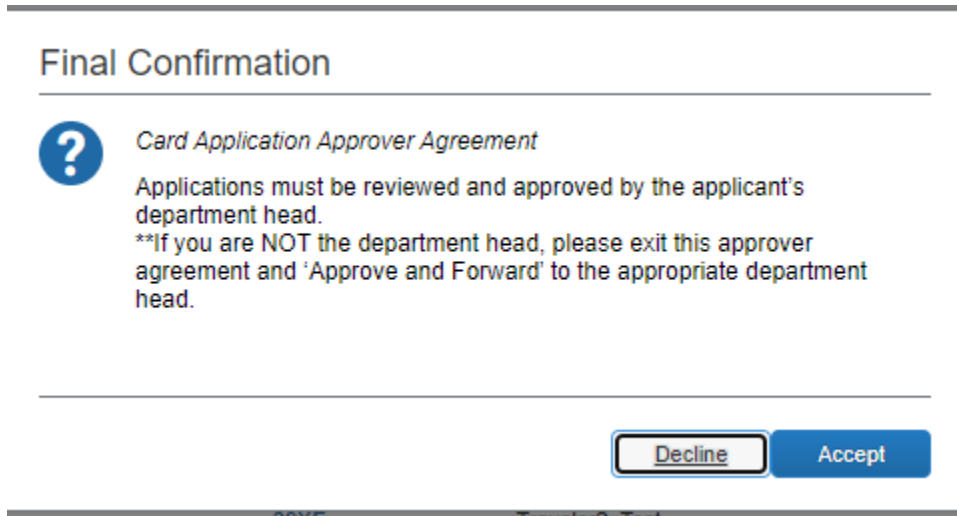 Final Confirmation
?
Card Application Approver Agreement
Applications must be reviewed and approved by the applicant's
department head.
**If you are NOT the department head, please exit this approver
agreement and ‘Approve and Forward’ to the appropriate department
head.
Decline
Accept